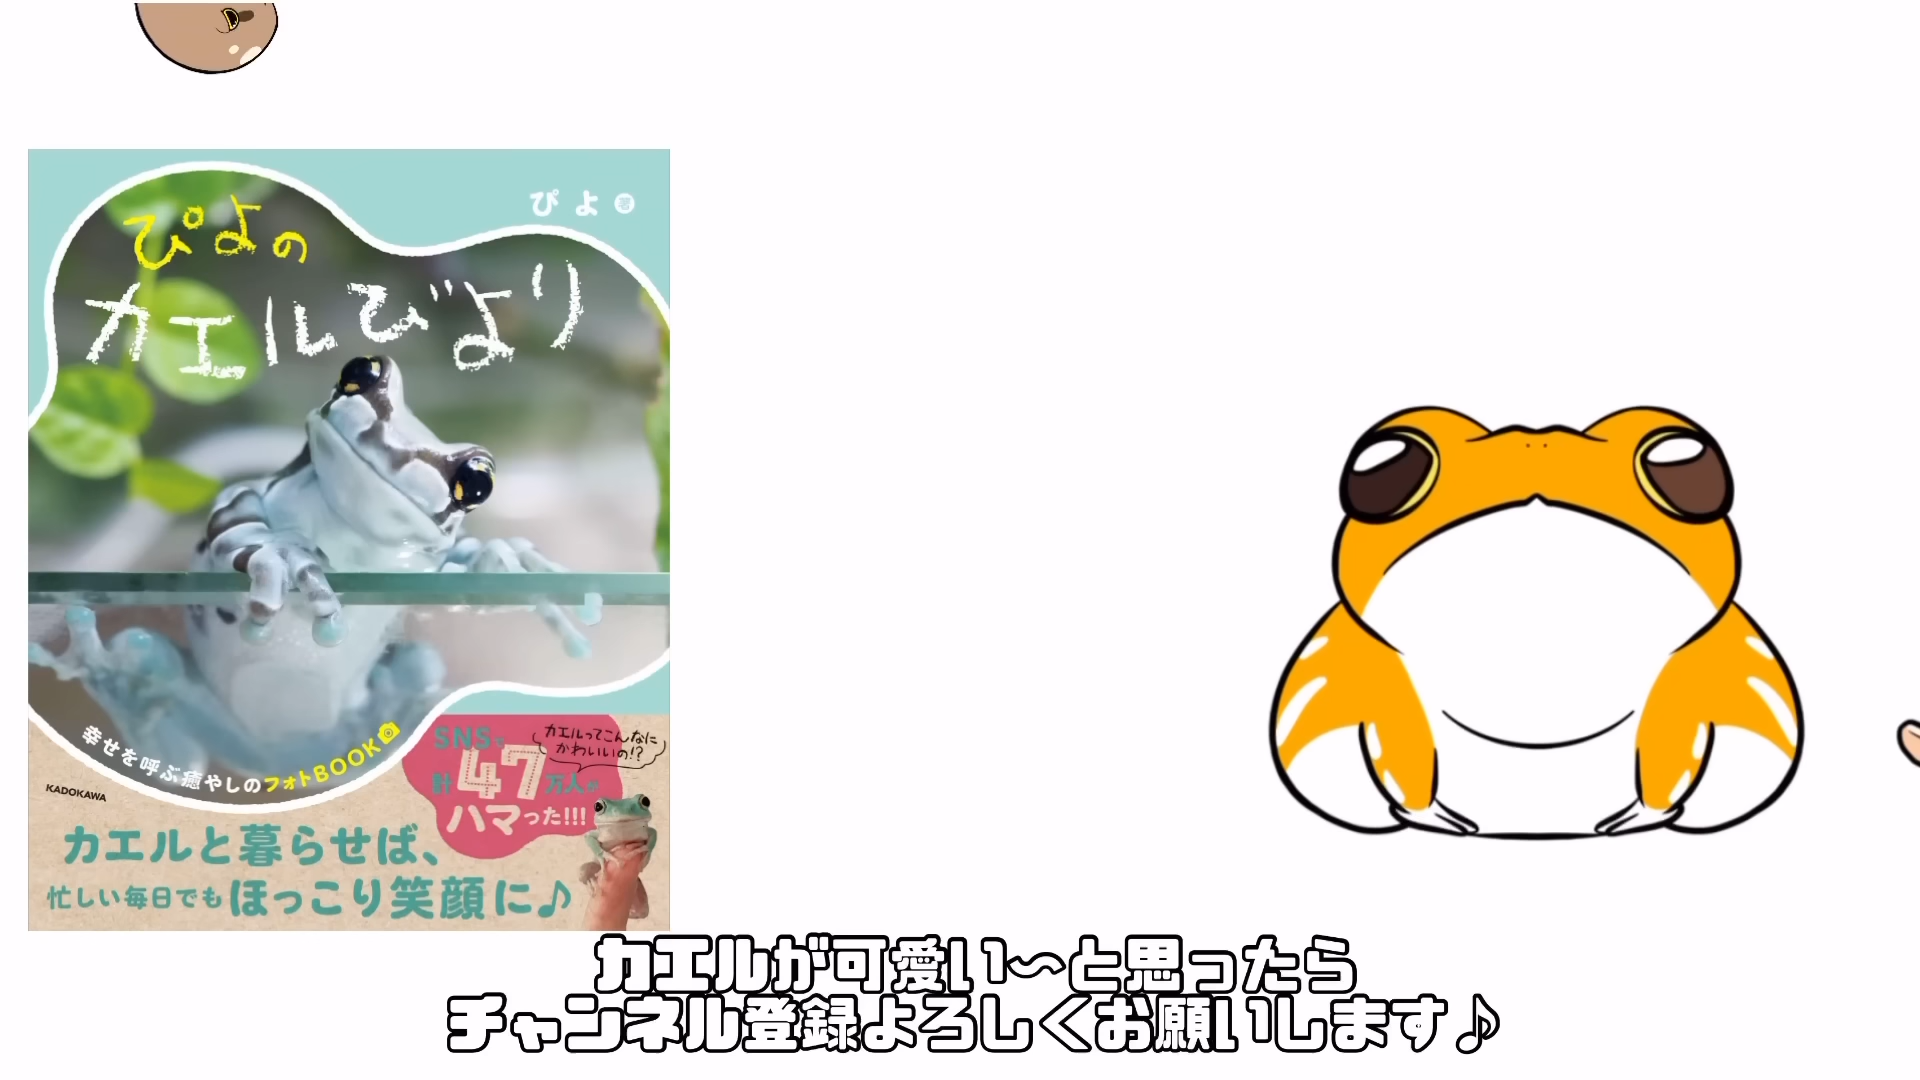 ぴよ 著
ぴよの
カエルびより
幸せを呼ぶ癒やしのフォトBOOK
KADOKAWA
SNSで
計47万人が
ハマった!!!
カエルってこんなに
かわいいの!?
カエルと暮らせば、
忙しい毎日でもほっこり笑顔に♪
カエルが可愛い〜と思ったら
チャンネル登録よろしくお願いします♪